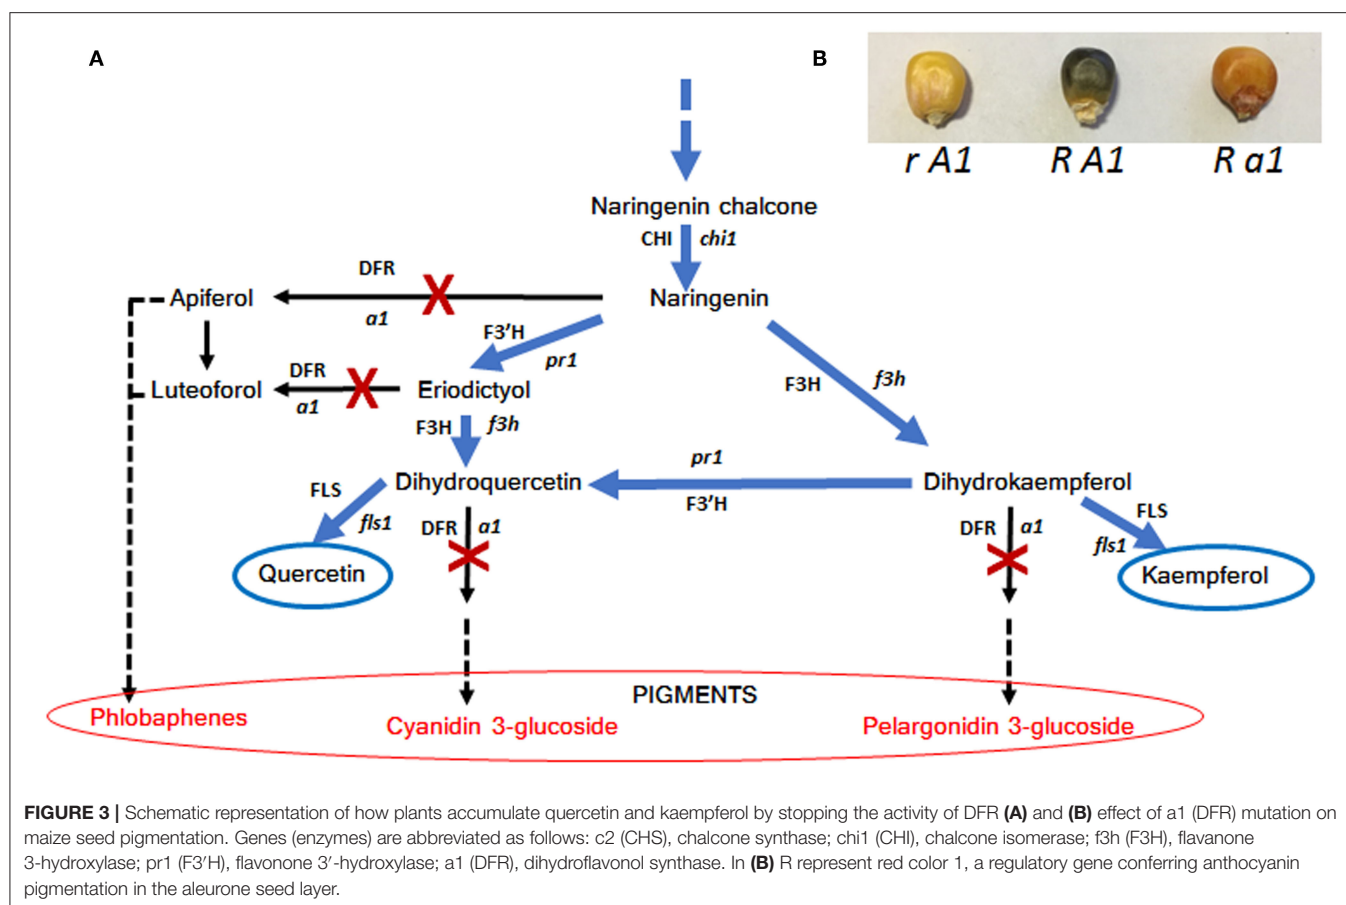 A
B
r A1
R A1
R a1
Naringenin chalcone
CHI chi1
DFR
Apiferol
Naringenin
a1
F3′H
pr1
DFR
F3H
f3h
Luteoforol
Eriodictyol
a1
F3H f3h
pr1
Dihydroquercetin
Dihydrokaempferol
FLS
F3′H
FLS
fls1
DFR a1
DFR a1
fls1
Quercetin
Kaempferol
PIGMENTS
Phlobaphenes
Cyanidin 3-glucoside
Pelargonidin 3-glucoside
FIGURE 3 | Schematic representation of how plants accumulate quercetin and kaempferol by stopping the activity of DFR (A) and (B) effect of a1 (DFR) mutation on
maize seed pigmentation. Genes (enzymes) are abbreviated as follows: c2 (CHS), chalcone synthase; chi1 (CHI), chalcone isomerase; f3h (F3H), flavanone
3-hydroxylase; pr1 (F3′H), flavonone 3′-hydroxylase; a1 (DFR), dihydroflavonol synthase. In (B) R represent red color 1, a regulatory gene conferring anthocyanin
pigmentation in the aleurone seed layer.